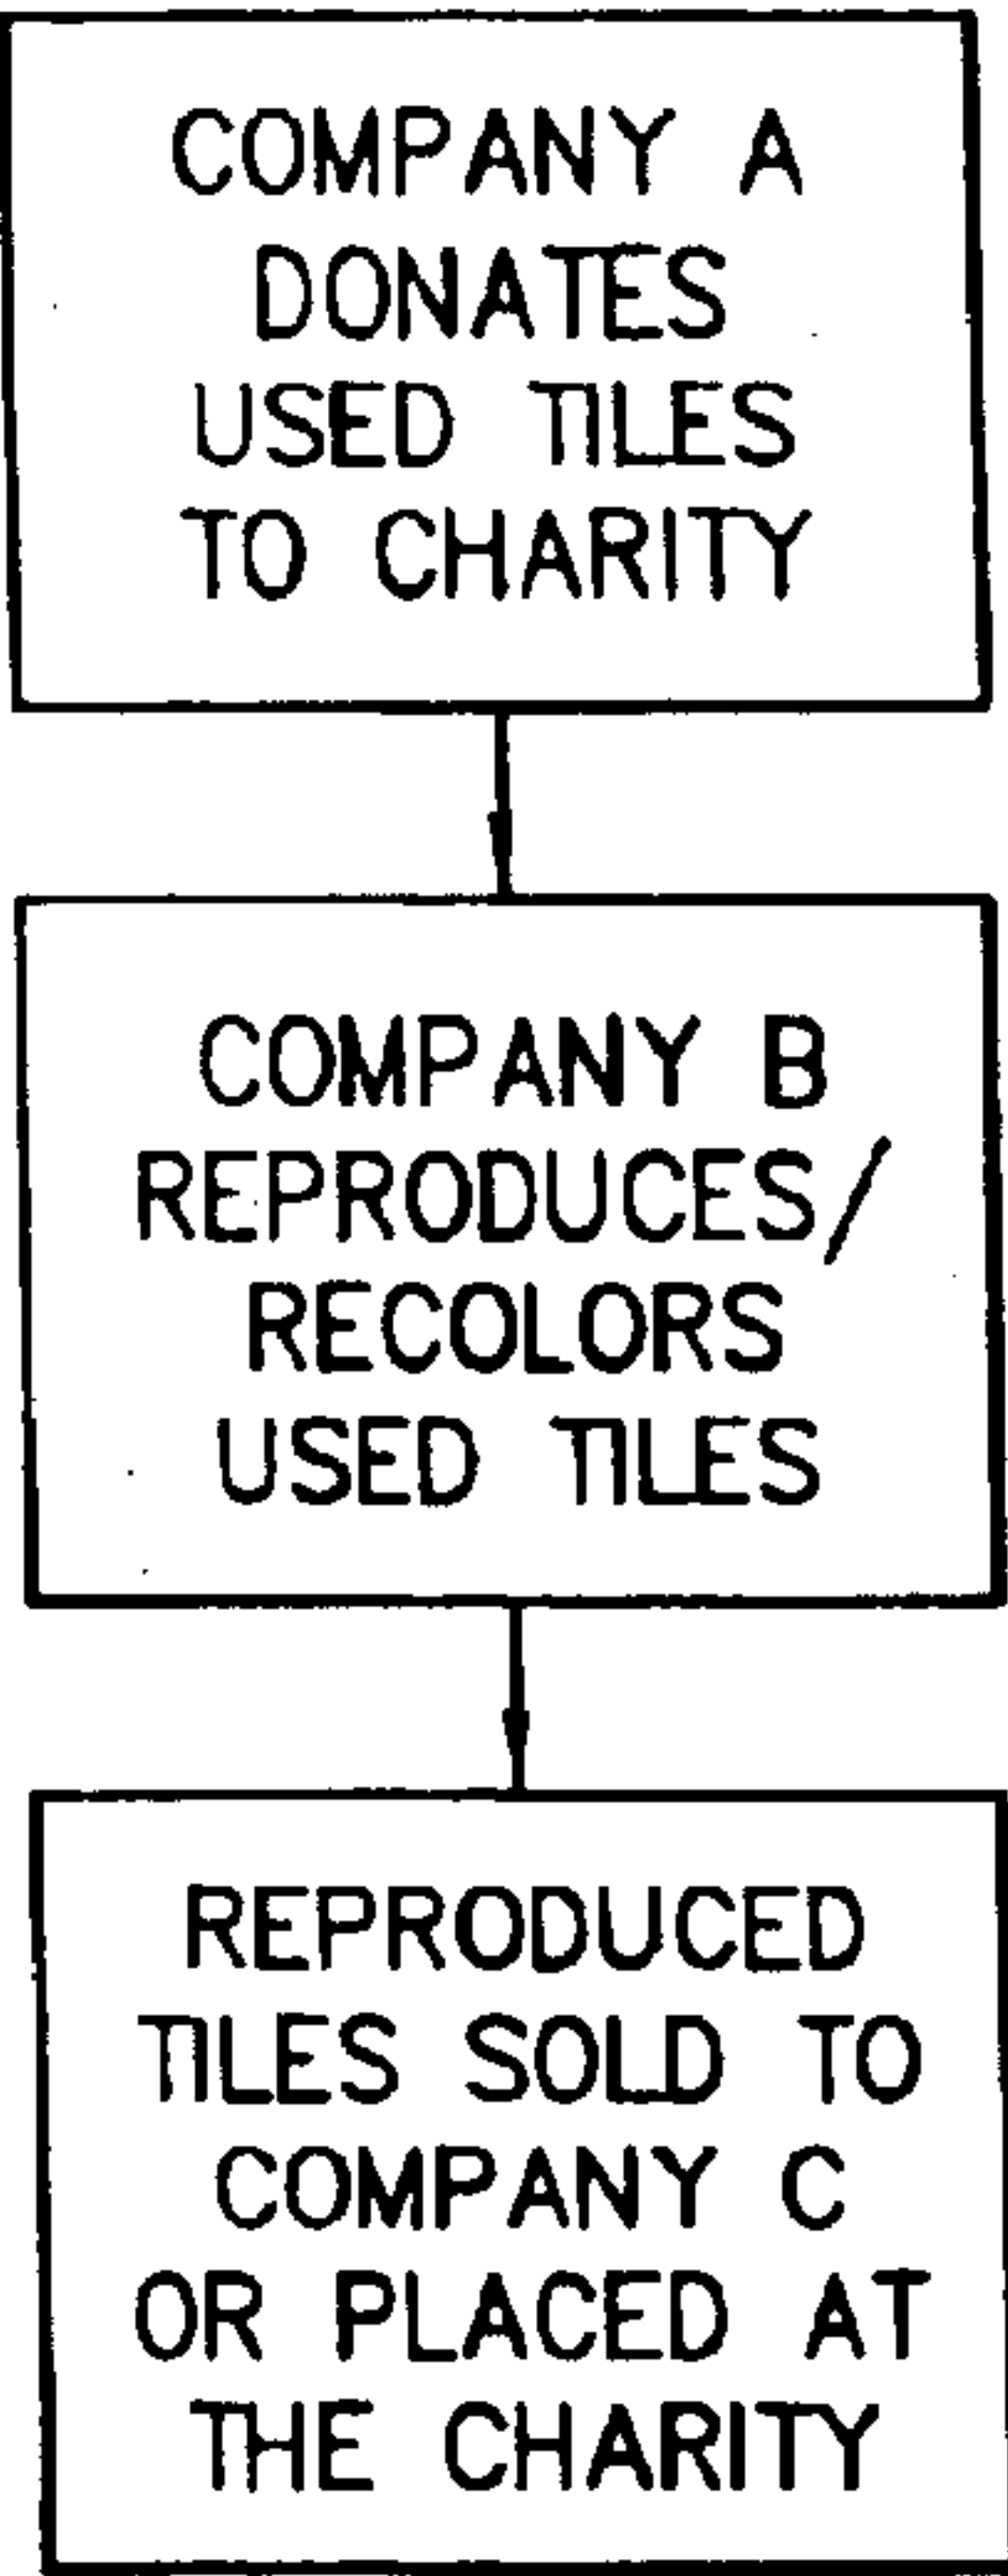 COMPANY A
DONATES
USED TILES
TO CHARITY
COMPANY B
REPRODUCES/
RECOLORS
USED TILES
REPRODUCED
TILES SOLD TO
COMPANY C
OR PLACED AT
THE CHARITY